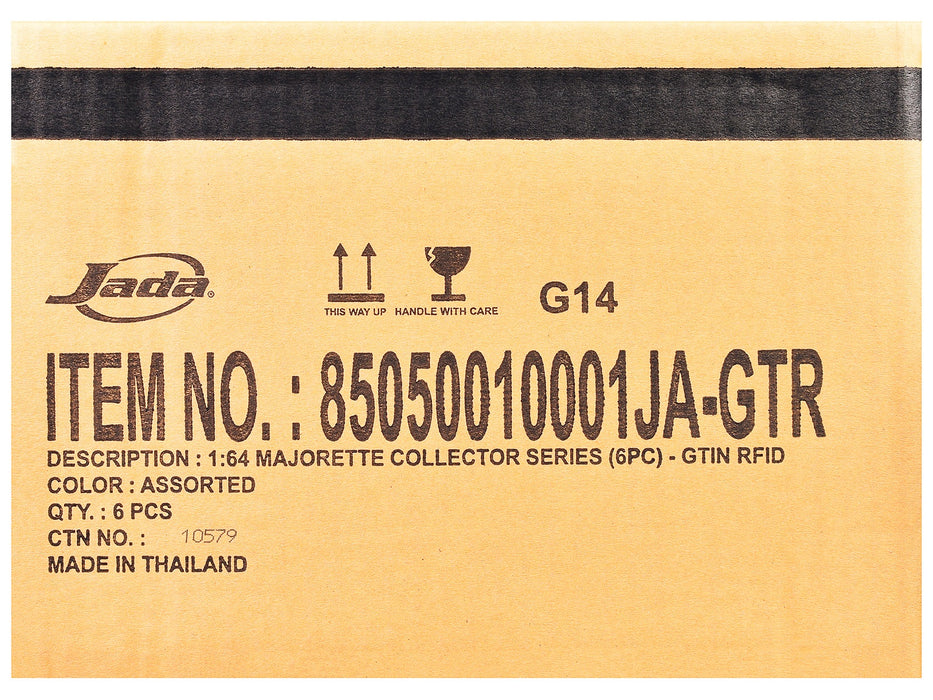 Jada®
THIS WAY UP HANDLE WITH CARE
G14
ITEM NO. : 85050010001JA-GTR
DESCRIPTION : 1:64 MAJORETTE COLLECTOR SERIES (6PC) - GTIN RFID
COLOR : ASSORTED
QTY. : 6 PCS
CTN NO. : 10579
MADE IN THAILAND